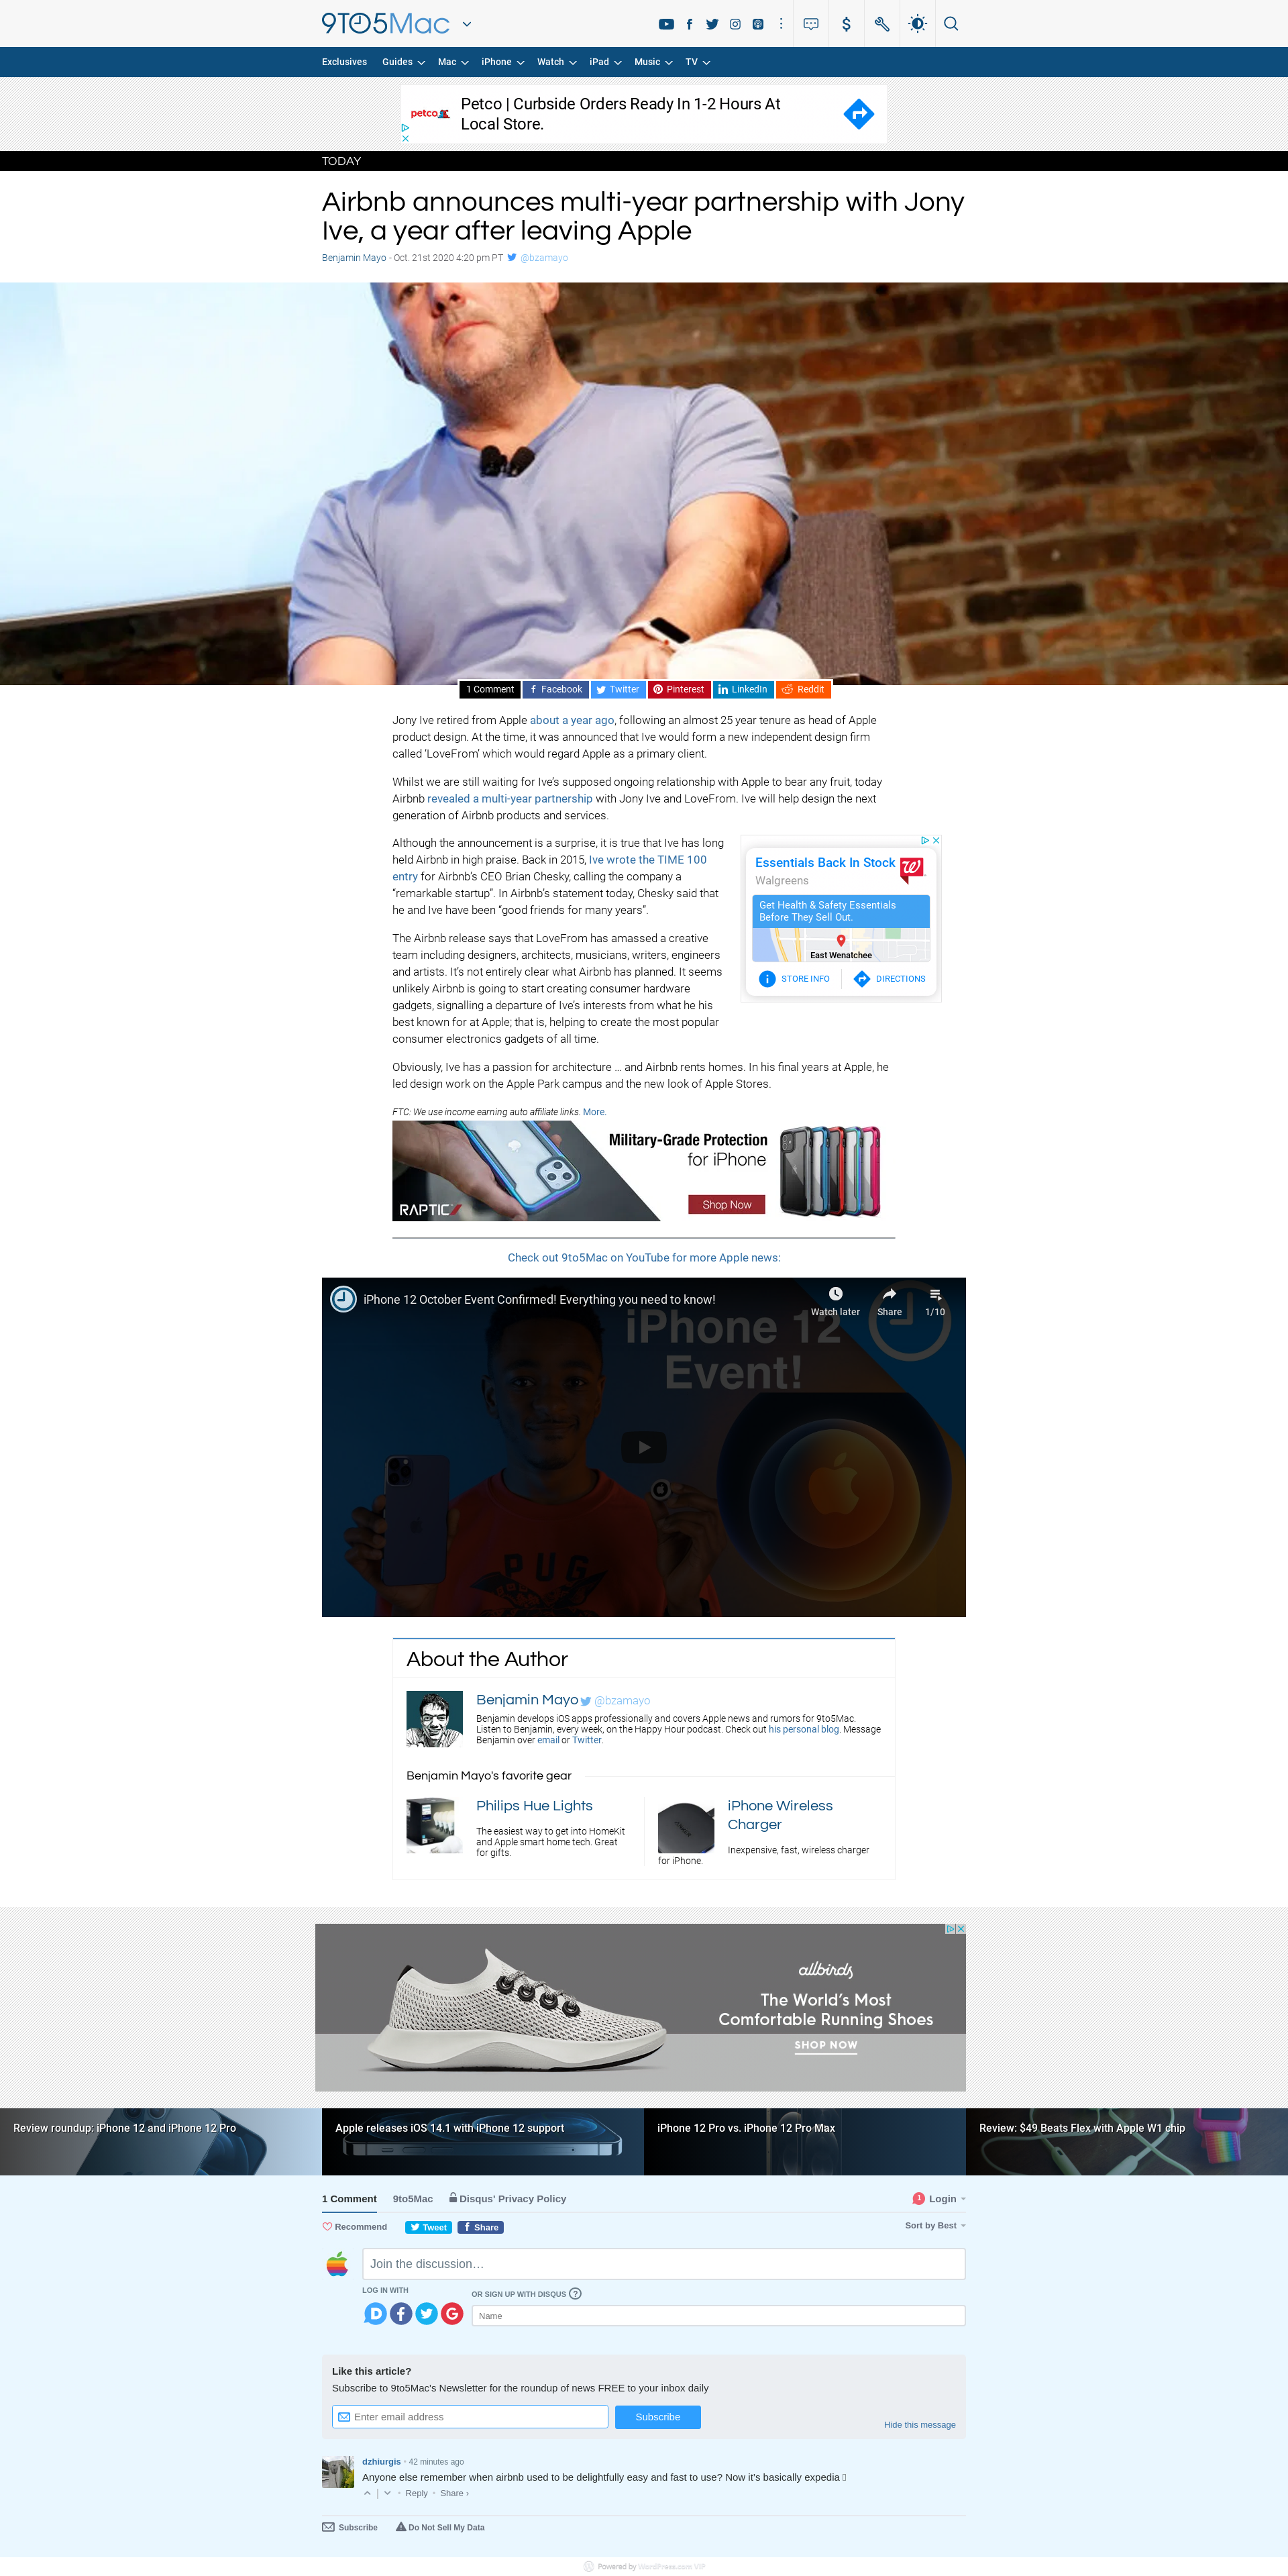 9TO5Mac
Exclusives Guides Mac iPhone Watch iPad Music TV
Petco | Curbside Orders Ready In 1-2 Hours At
Local Store.
petco
TODAY
Airbnb announces multi-year partnership with Jony
Ive, a year after leaving Apple
Benjamin Mayo - Oct. 21st 2020 4:20 pm PT @bzamayo
1 Comment Facebook Twitter Pinterest LinkedIn Reddit
Jony Ive retired from Apple about a year ago, following an almost 25 year tenure as head of Apple
product design. At the time, it was announced that Ive would form a new independent design firm
called ‘LoveFrom’ which would regard Apple as a primary client.
Whilst we are still waiting for Ive’s supposed ongoing relationship with Apple to bear any fruit, today
Airbnb revealed a multi-year partnership with Jony Ive and LoveFrom. Ive will help design the next
generation of Airbnb products and services.
Although the announcement is a surprise, it is true that Ive has long
held Airbnb in high praise. Back in 2015, Ive wrote the TIME 100
entry for Airbnb’s CEO Brian Chesky, calling the company a
“remarkable startup”. In Airbnb’s statement today, Chesky said that
he and Ive have been “good friends for many years”.
Essentials Back In Stock
Walgreens
Get Health & Safety Essentials
Before They Sell Out.
East Wenatchee
STORE INFO DIRECTIONS
The Airbnb release says that LoveFrom has amassed a creative
team including designers, architects, musicians, writers, engineers
and artists. It’s not entirely clear what Airbnb has planned. It seems
unlikely Airbnb is going to start creating consumer hardware
gadgets, signalling a departure of Ive’s interests from what he his
best known for at Apple; that is, helping to create the most popular
consumer electronics gadgets of all time.
Obviously, Ive has a passion for architecture … and Airbnb rents homes. In his final years at Apple, he
led design work on the Apple Park campus and the new look of Apple Stores.
FTC: We use income earning auto affiliate links. More.
Military-Grade Protection
for iPhone
RAPTIC
Shop Now
Check out 9to5Mac on YouTube for more Apple news:
iPhone 12 October Event Confirmed! Everything you need to know!
Watch later Share 1/10
iPhone 12
Event!
PUG
About the Author
Benjamin Mayo @bzamayo
Benjamin develops iOS apps professionally and covers Apple news and rumors for 9to5Mac.
Listen to Benjamin, every week, on the Happy Hour podcast. Check out his personal blog. Message
Benjamin over email or Twitter.
Benjamin Mayo's favorite gear
Philips Hue Lights
The easiest way to get into HomeKit
and Apple smart home tech. Great
for gifts.
iPhone Wireless
Charger
Inexpensive, fast, wireless charger
for iPhone.
allbirds
The World’s Most
Comfortable Running Shoes
SHOP NOW
Review roundup: iPhone 12 and iPhone 12 Pro
Apple releases iOS 14.1 with iPhone 12 support
iPhone 12 Pro vs. iPhone 12 Pro Max
Review: $49 Beats Flex with Apple W1 chip
1 Comment 9to5Mac Disqus' Privacy Policy 1 Login
Recommend Tweet Share Sort by Best
Join the discussion…
LOG IN WITH
OR SIGN UP WITH DISQUS ?
Name
Like this article?
Subscribe to 9to5Mac's Newsletter for the roundup of news FREE to your inbox daily
Enter email address Subscribe
Hide this message
dzhiurgis • 42 minutes ago
Anyone else remember when airbnb used to be delightfully easy and fast to use? Now it's basically expedia
Reply • Share ›
Subscribe Do Not Sell My Data
Powered by WordPress.com VIP